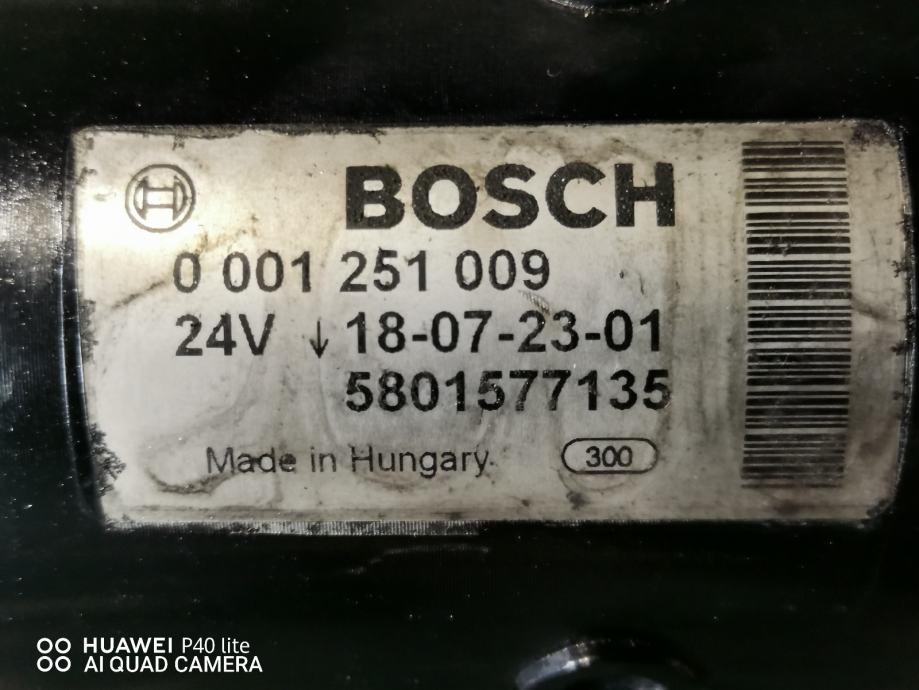 BOSCH
0 001 251 009
24V ↓ 18-07-23-01
5801577135
Made in Hungary
300
HUAWEI P40 lite
AI QUAD CAMERA